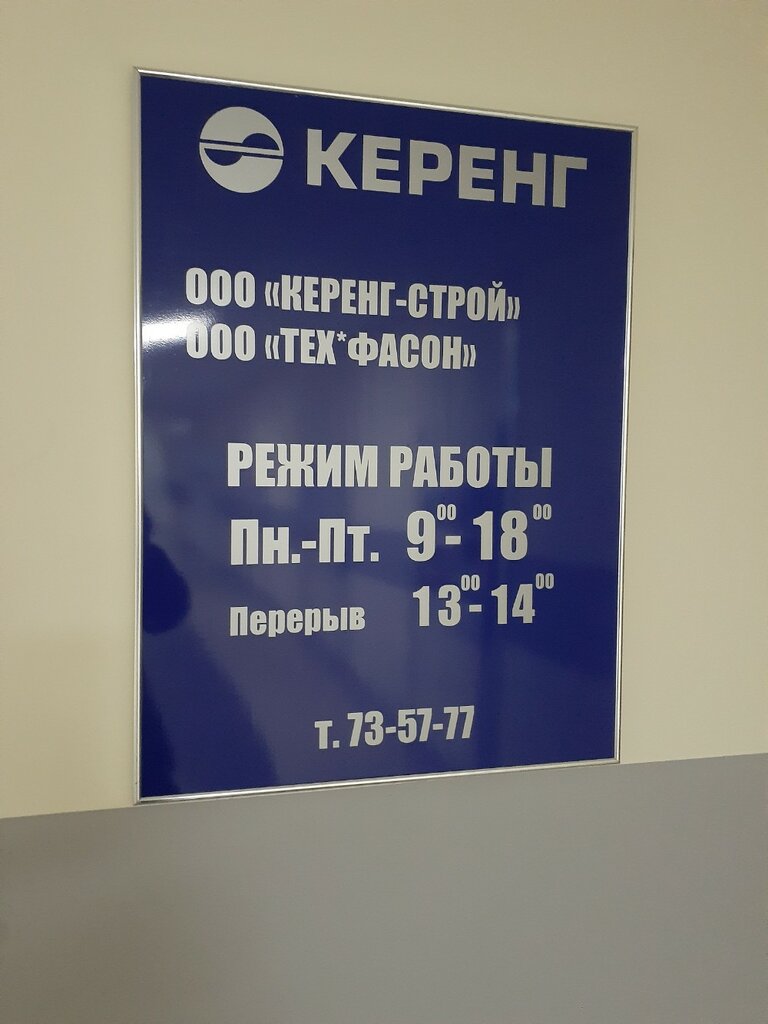 КЕРЕНГ
ООО «КЕРЕНГ-СТРОЙ»
ООО «ТЕХ*ФАСОН»
РЕЖИМ РАБОТЫ
Пн.-Пт. 9⁰⁰- 18⁰⁰
Перерыв 13⁰⁰- 14⁰⁰
т. 73-57-77